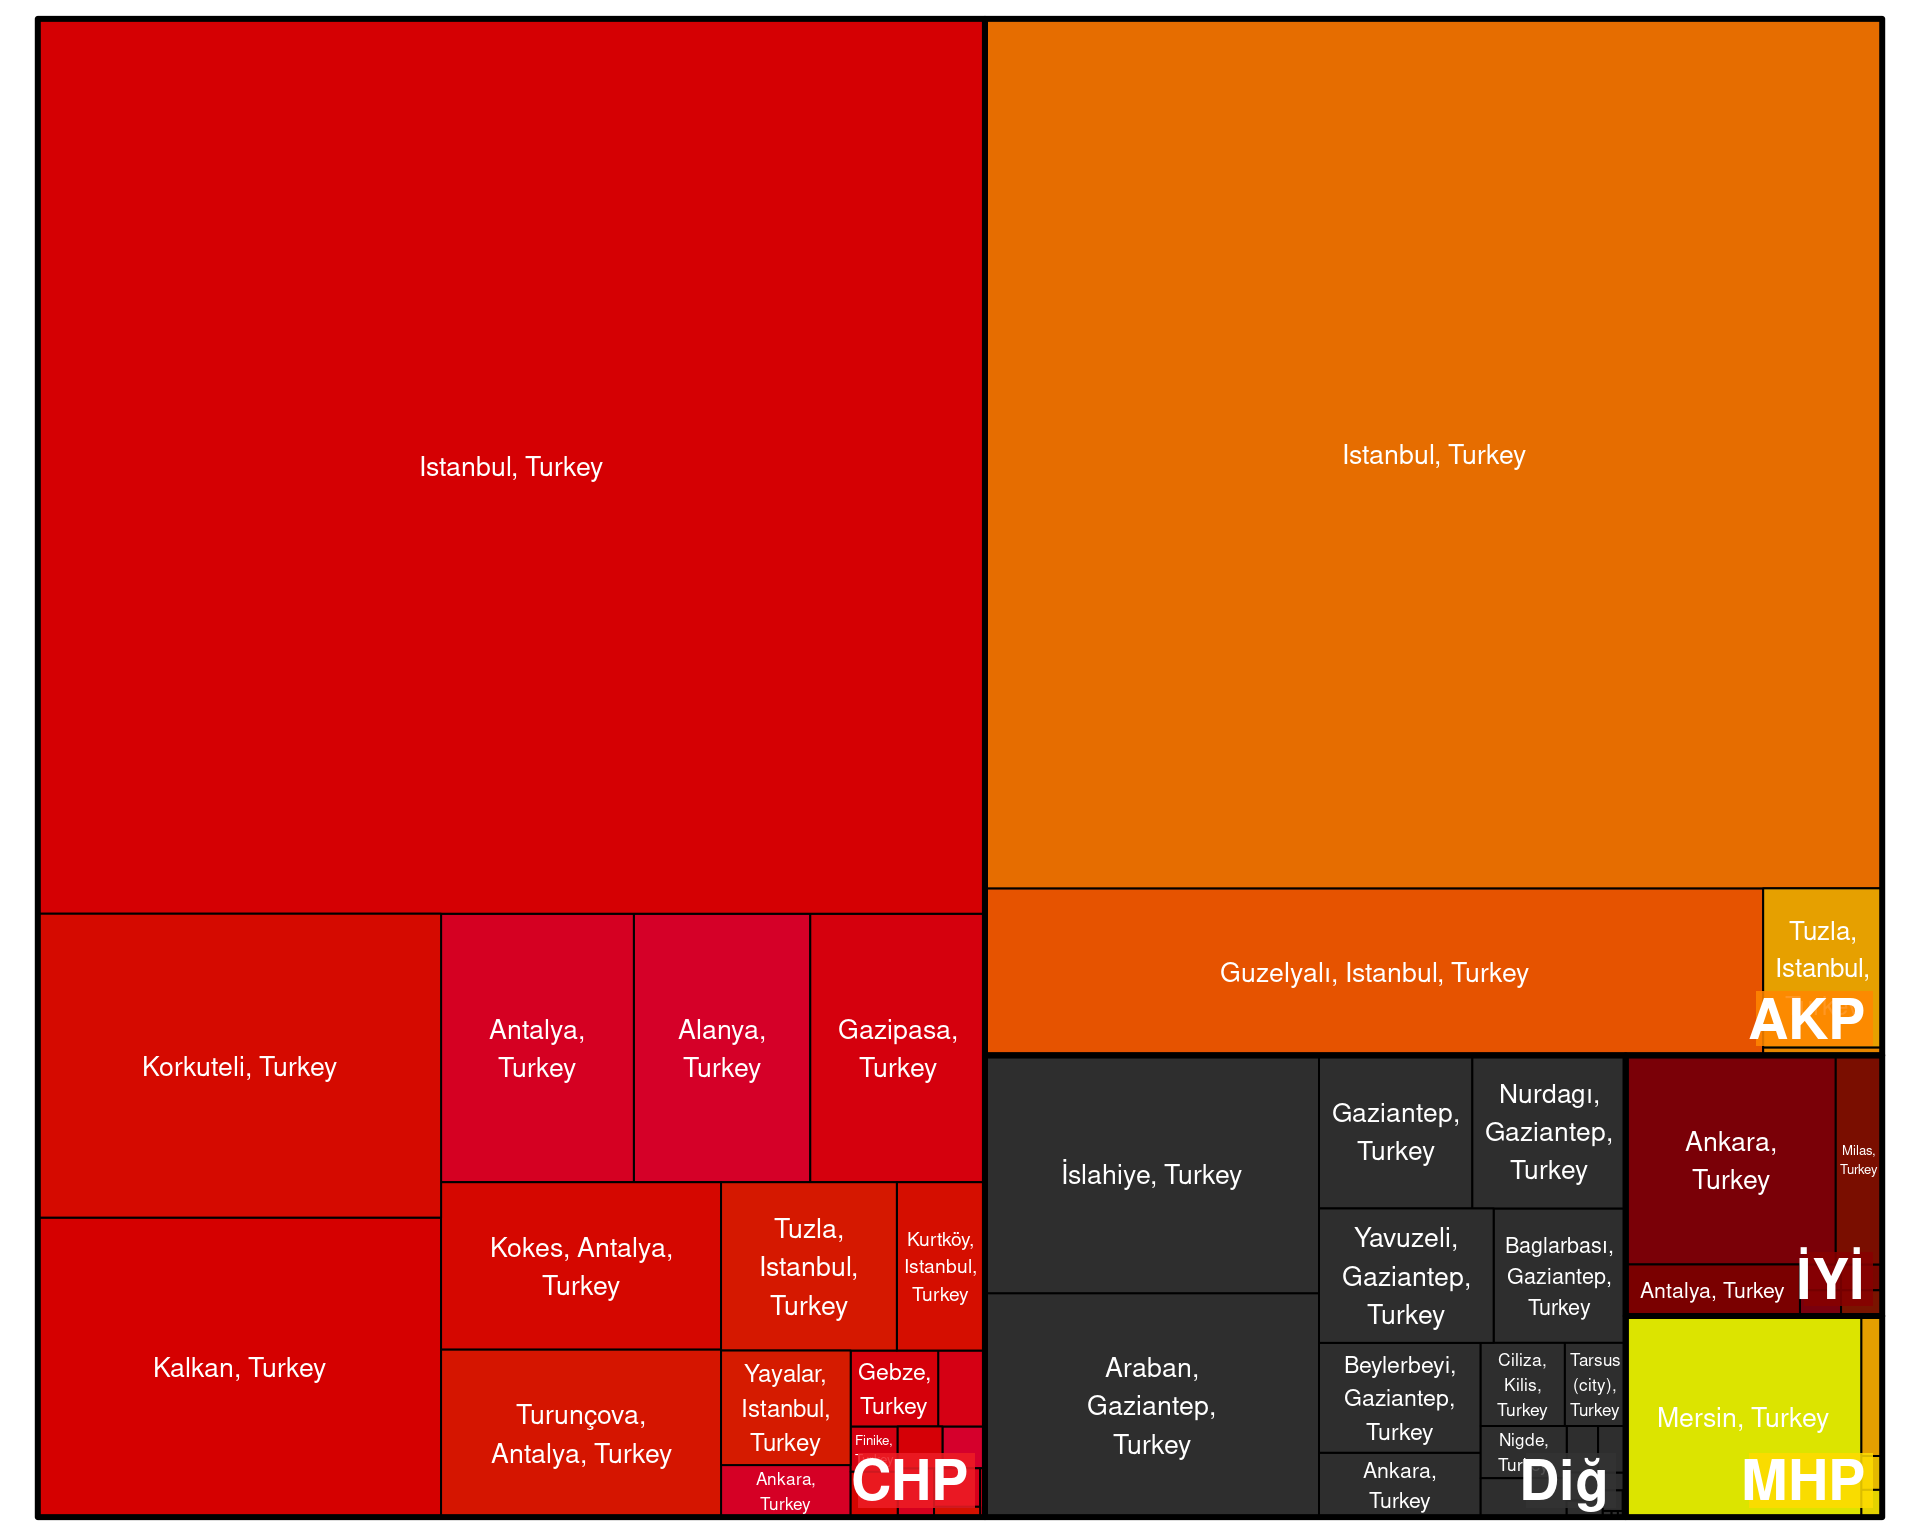 Istanbul, Turkey
Korkuteli, Turkey
Kalkan, Turkey
Antalya,
Turkey
Alanya,
Turkey
Gazipasa,
Turkey
Kokes, Antalya,
Turkey
Tuzla,
Istanbul,
Turkey
Kurtköy,
Istanbul,
Turkey
Turunçova,
Antalya, Turkey
Yayalar,
Istanbul,
Turkey
Ankara,
Turkey
Gebze,
Turkey
Finike,
CHP
Istanbul, Turkey
Guzelyalı, Istanbul, Turkey
Tuzla,
Istanbul,
AKP
İslahiye, Turkey
Araban,
Gaziantep,
Turkey
Gaziantep,
Turkey
Nurdagı,
Gaziantep,
Turkey
Yavuzeli,
Gaziantep,
Turkey
Baglarbası,
Gaziantep,
Turkey
Beylerbeyi,
Gaziantep,
Turkey
Ankara,
Turkey
Ciliza,
Kilis,
Turkey
Tarsus
(city),
Turkey
Nigde,
Diğ
Ankara,
Turkey
Milas,
Turkey
Antalya, Turkey
İYİ
Mersin, Turkey
MHP